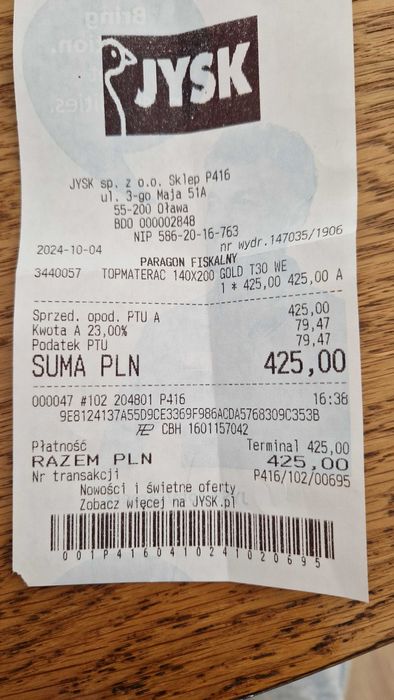 JYSK
JYSK sp. z o.o. Sklep P416
ul. 3-go Maja 51A
55-200 Oława
BDO 000002848
NIP 586-20-16-763
2024-10-04 nr wydr.147035/1906
PARAGON FISKALNY
3440057 TOPMATERAC 140X200 GOLD T30 WE
1 * 425,00 425,00 A
Sprzed. opod. PTU A 425,00
Kwota A 23,00% 79,47
Podatek PTU 79,47
SUMA PLN 425,00
000047 #102 204801 P416 16:38
9E8124137A55D9CE3369F986ACDA5768309C353B
CBH 1601157042
Płatność Terminal 425,00
RAZEM PLN 425,00
Nr transakcji P416/102/00695
Nowości i świetne oferty
Zobacz więcej na JYSK.pl
001P4160410241020695